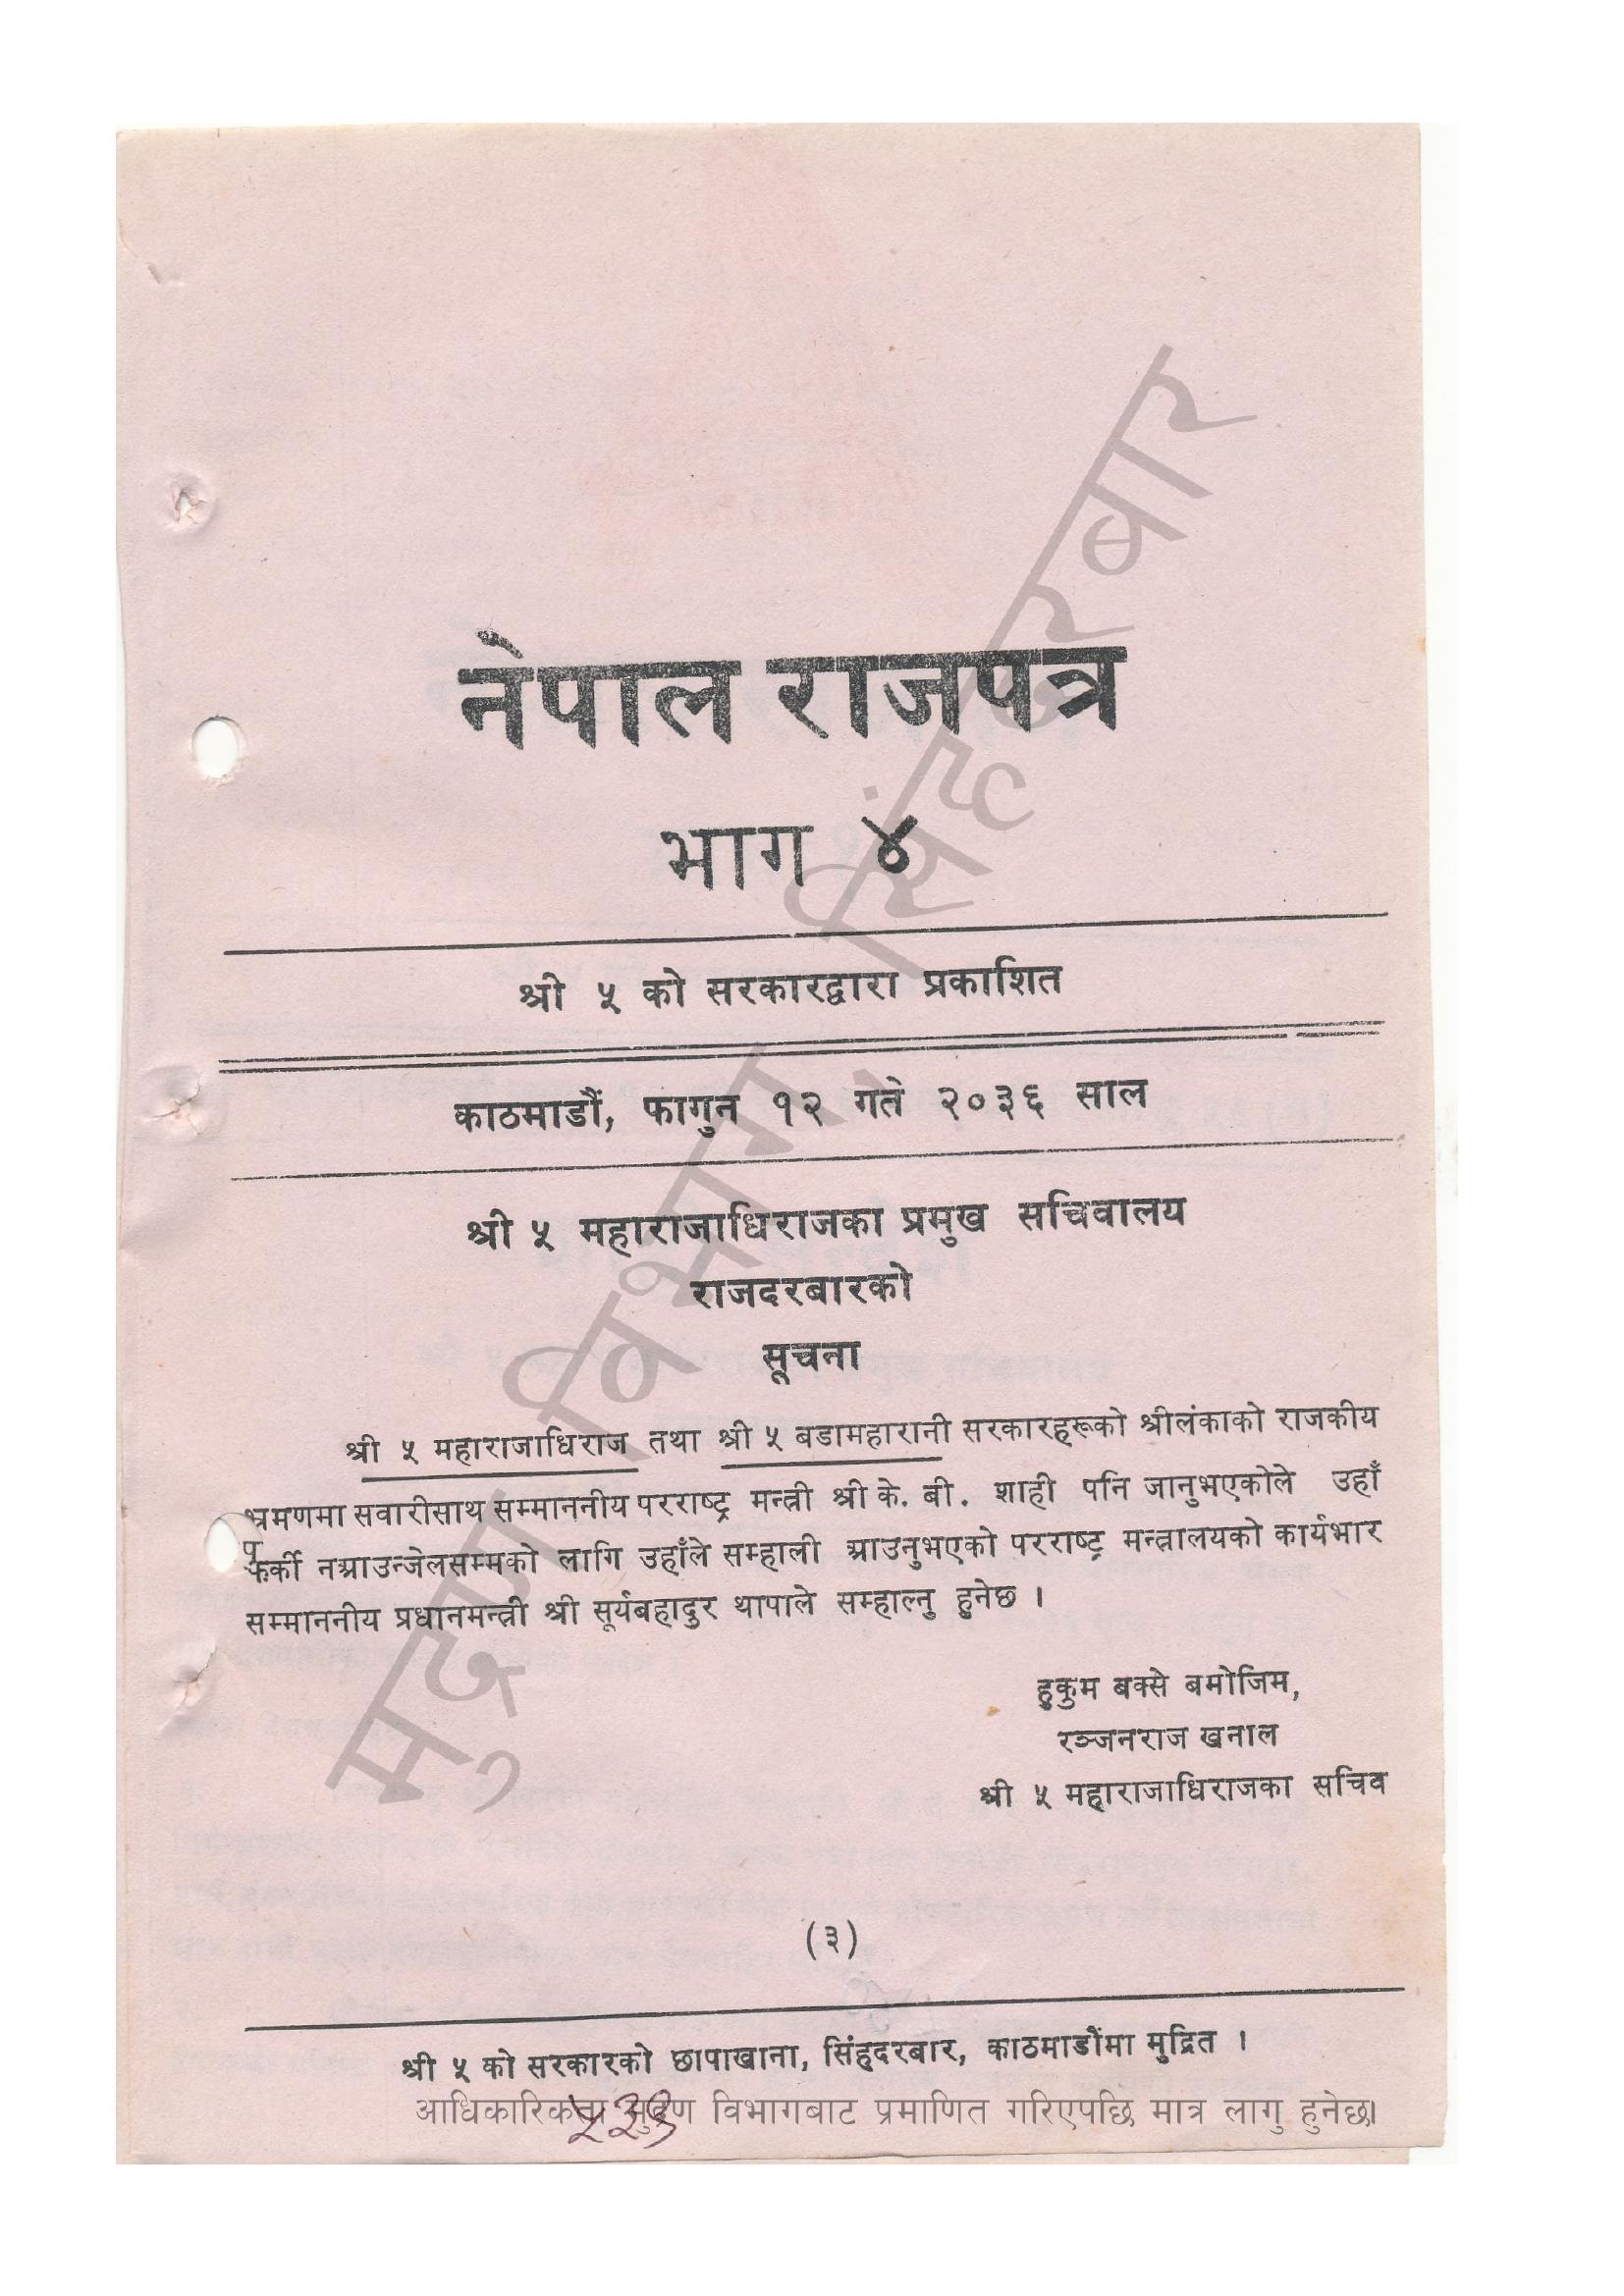 नेपाल राजपत्र
भाग ४
श्री ५ को सरकारद्वारा प्रकाशित
काठमाडौं, फागुन १२ गते २०३६ साल
श्री ५ महाराजाधिराजका प्रमुख सचिवालय
राजदरबारको
सूचना
श्री ५ महाराजाधिराज तथा श्री ५ बडामहारानी सरकारहरूको श्रीलंकाको राजकीय
भ्रमणमा सवारीसाथ सम्माननीय परराष्ट्र मन्त्री श्री के. बी. शाही पनि जानुभएकोले उहाँ
फर्की नआउन्जेलसम्मको लागि उहाँले सम्हाली आउनुभएको परराष्ट्र मन्त्रालयको कार्यभार
सम्माननीय प्रधानमन्त्री श्री सूर्यबहादुर थापाले सम्हाल्नु हुनेछ ।
हुकुम बक्से बमोजिम,
रञ्जनराज खनाल
श्री ५ महाराजाधिराजका सचिव
(३)
श्री ५ को सरकारको छापाखाना, सिंहदरबार, काठमाडौंमा मुद्रित ।
आधिकारिकता मुद्रण विभागबाट प्रमाणित गरिएपछि मात्र लागु हुनेछ।
मुद्रण विभाग, सिंहदरबार